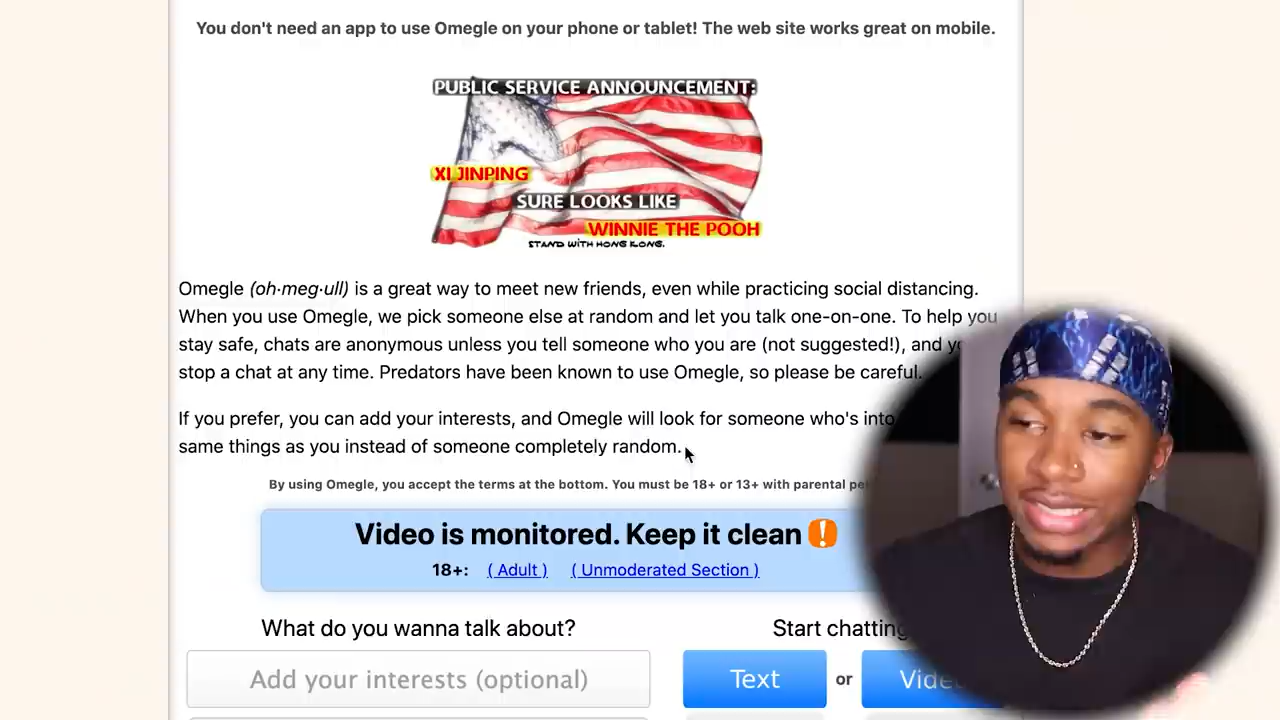 You don't need an app to use Omegle on your phone or tablet! The web site works great on mobile.
PUBLIC SERVICE ANNOUNCEMENT:
XI JINPING
SURE LOOKS LIKE
WINNIE THE POOH
STAND WITH HONG KONG.
Omegle (oh·meg·ull) is a great way to meet new friends, even while practicing social distancing.
When you use Omegle, we pick someone else at random and let you talk one-on-one. To help you
stay safe, chats are anonymous unless you tell someone who you are (not suggested!), and
stop a chat at any time. Predators have been known to use Omegle, so please be careful.
If you prefer, you can add your interests, and Omegle will look for someone who's into
same things as you instead of someone completely random.
By using Omegle, you accept the terms at the bottom. You must be 18+ or 13+ with parental
Video is monitored. Keep it clean
18+: (Adult) (Unmoderated Section)
What do you wanna talk about? Start chatting
Add your interests (optional) Text or Video